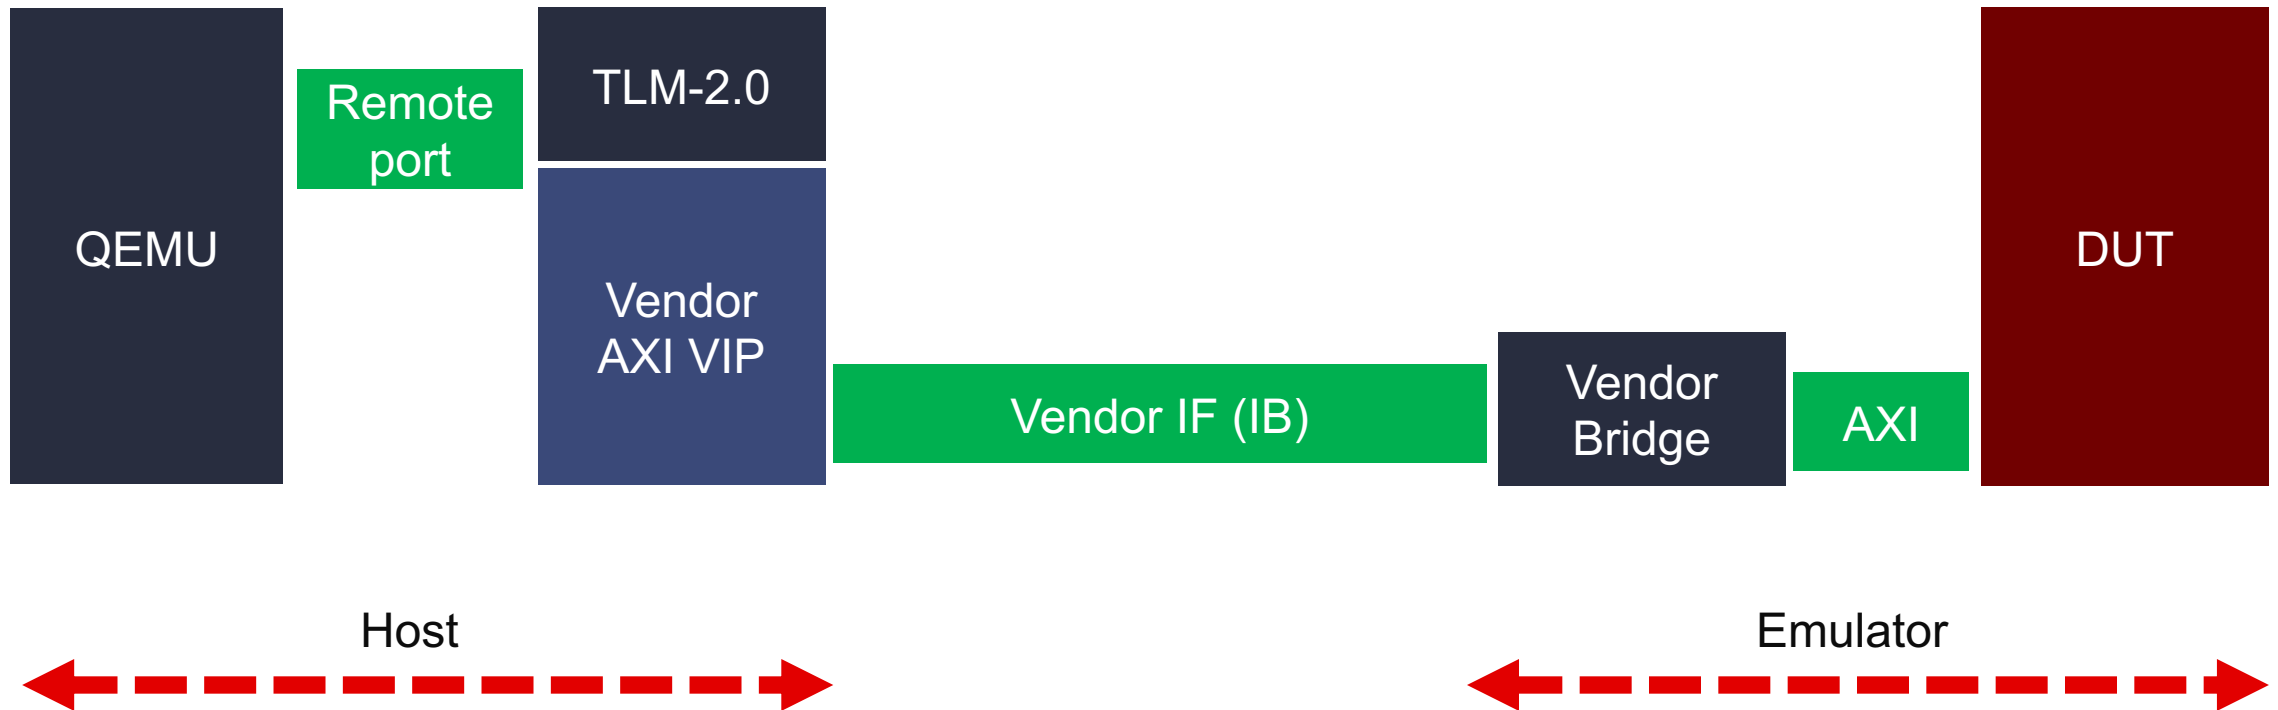 QEMU
Remote
port
TLM-2.0
Vendor
AXI VIP
Vendor IF (IB)
Vendor
Bridge
AXI
DUT
Host
Emulator